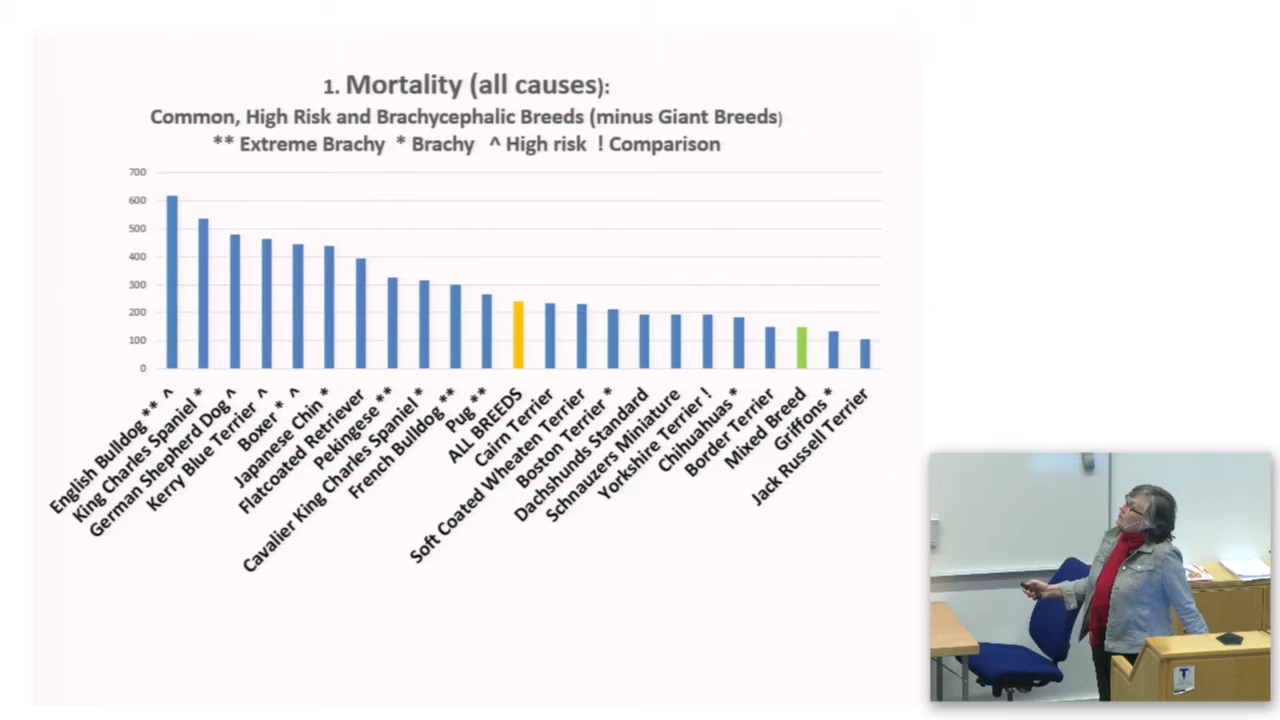 1. Mortality (all causes):
Common, High Risk and Brachycephalic Breeds (minus Giant Breeds)
** Extreme Brachy * Brachy ^ High risk ! Comparison
700
600
500
400
300
200
100
0
English Bulldog ** ^
King Charles Spaniel *
German Shepherd Dog ^
Kerry Blue Terrier ^
Boxer * ^
Japanese Chin *
Flatcoated Retriever
Pekingese **
Cavalier King Charles Spaniel *
French Bulldog **
Pug **
ALL BREEDS
Cairn Terrier
Soft Coated Wheaten Terrier
Boston Terrier *
Dachshunds Standard
Schnauzers Miniature
Yorkshire Terrier !
Chihuahuas *
Border Terrier
Mixed Breed
Griffons *
Jack Russell Terrier